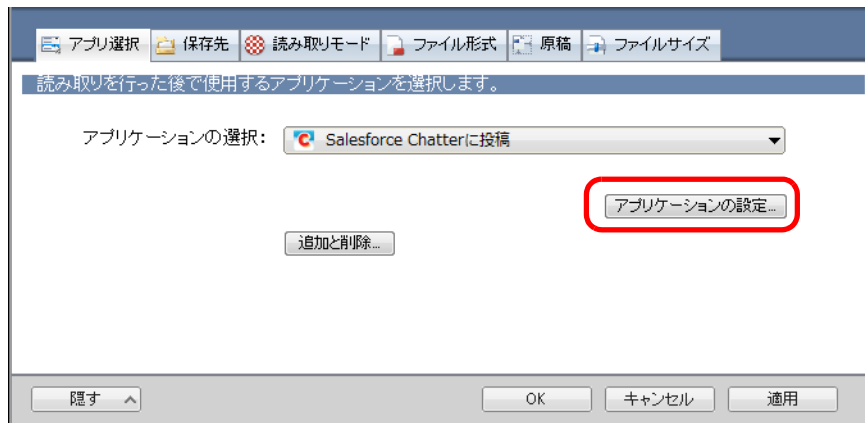 アプリ選択 保存先 読み取りモード ファイル形式 原稿 ファイルサイズ
読み取りを行った後で使用するアプリケーションを選択します。
アプリケーションの選択: Salesforce Chatterに投稿
アプリケーションの設定...
追加と削除...
隠す OK キャンセル 適用